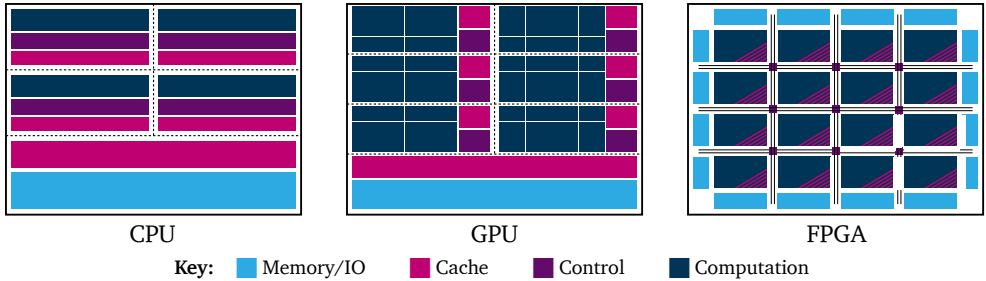 CPU GPU FPGA
Key: Memory/IO Cache Control Computation